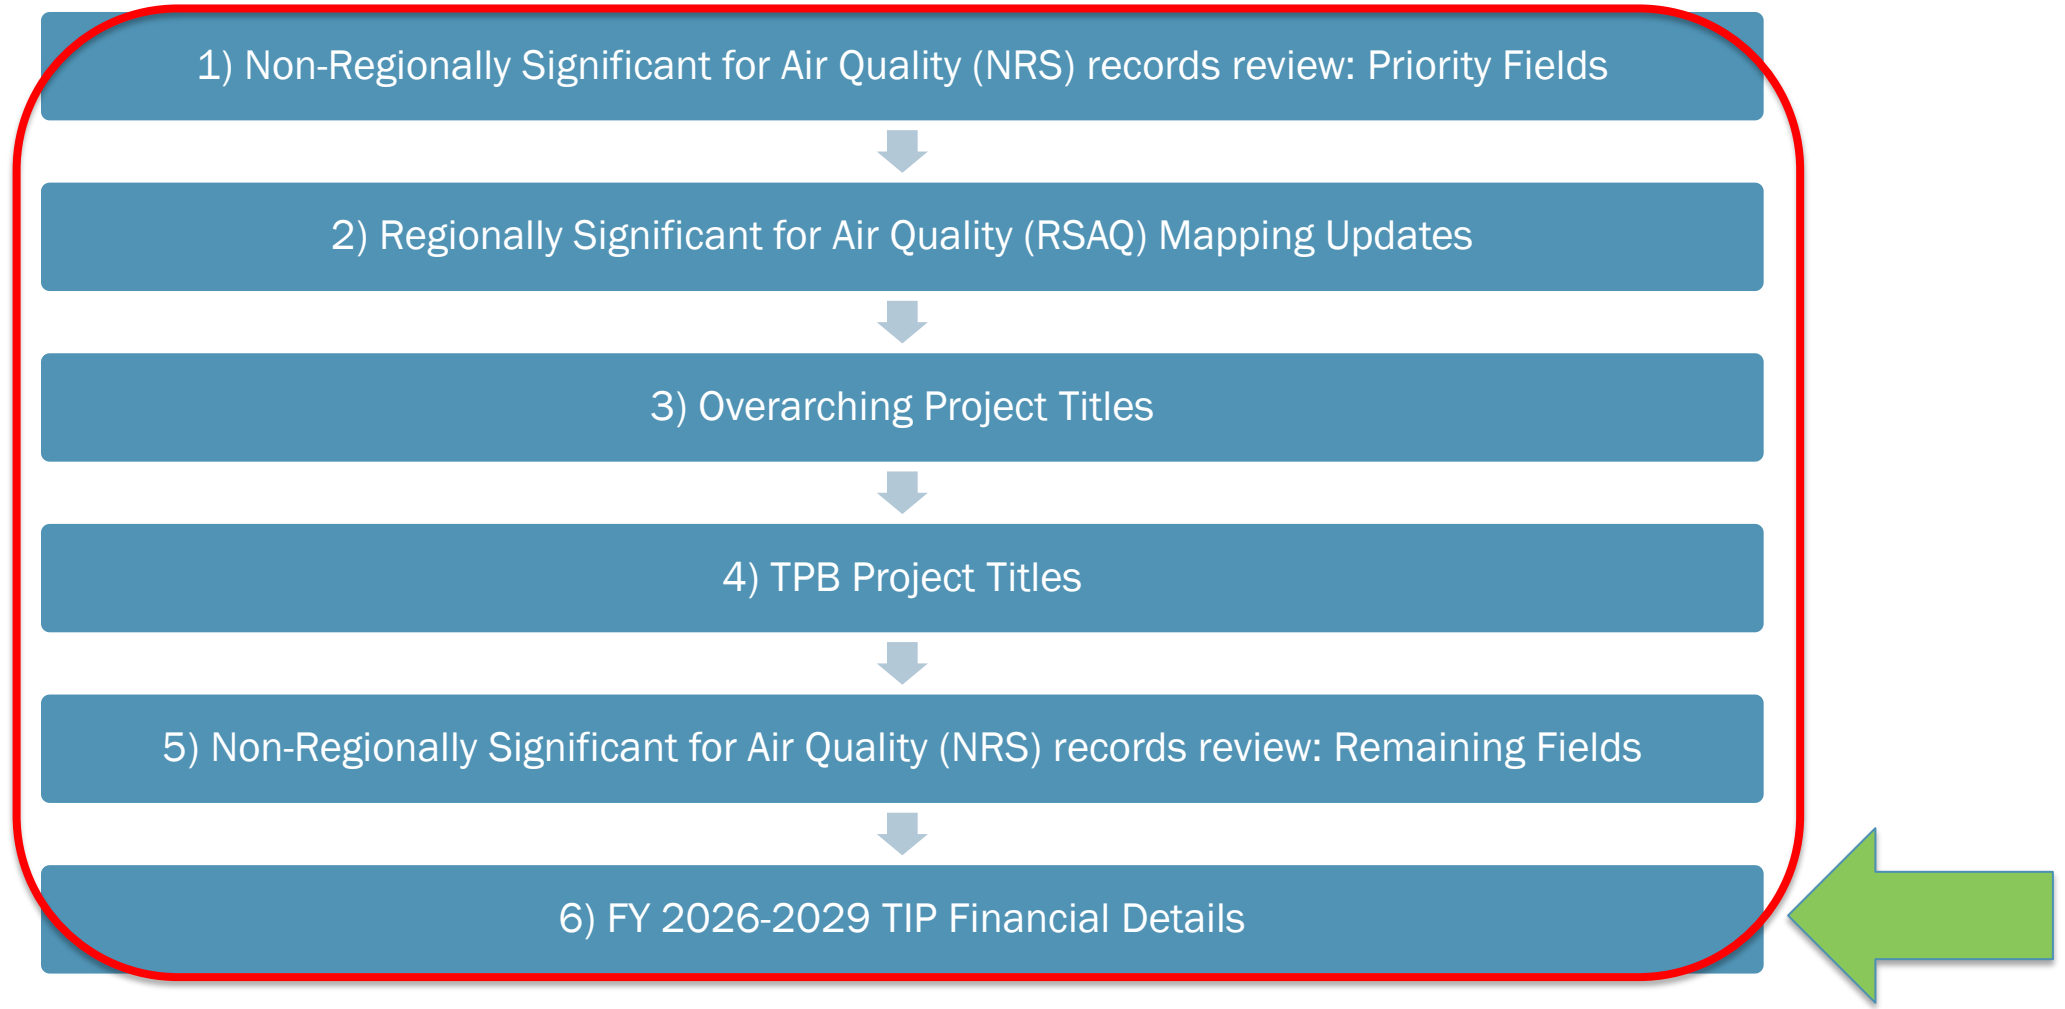 1) Non-Regionally Significant for Air Quality (NRS) records review: Priority Fields
2) Regionally Significant for Air Quality (RSAQ) Mapping Updates
3) Overarching Project Titles
4) TPB Project Titles
5) Non-Regionally Significant for Air Quality (NRS) records review: Remaining Fields
6) FY 2026-2029 TIP Financial Details